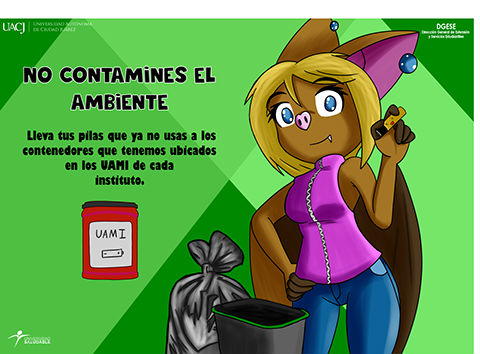 UACJ
UNIVERSIDAD AUTÓNOMA
DE CIUDAD JUÁREZ
DGESE
Dirección General de Extensión
y Servicios Estudiantiles
NO CONTAMINES EL
AMBIENTE
Lleva tus pilas que ya no usas a los
contenedores que tenemos ubicados
en los UAMI de cada
instituto.
UAMI
SALUDABLE